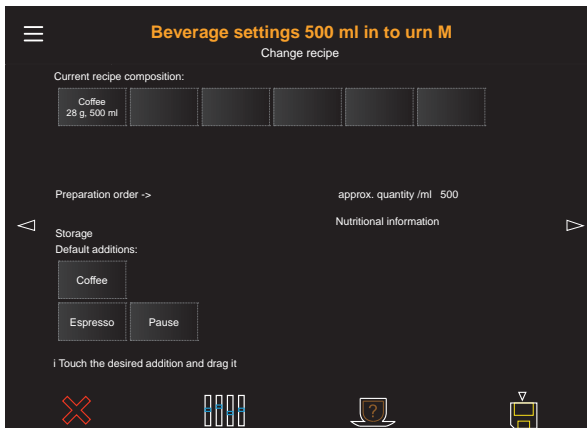 Beverage settings 500 ml in to urn M
Change recipe
Current recipe composition:
Coffee
28 g, 500 ml
Preparation order ->
approx. quantity /ml 500
Nutritional information
Storage
Default additions:
Coffee
Espresso
Pause
i Touch the desired addition and drag it
?